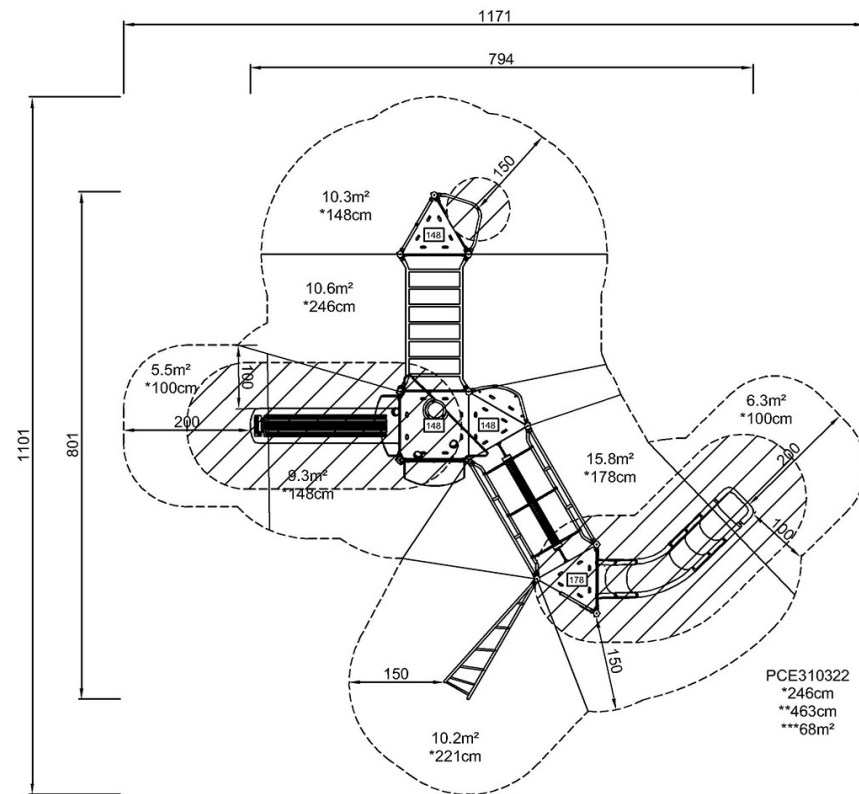 1171
794
150
10.3m²
*148cm
148
10.6m²
*246cm
5.5m²
*100cm
100
200
6.3m²
*100cm
148
148
1101
801
15.8m²
*178cm
200
9.3m²
*148cm
100
178
150
150
PCE310322
*246cm
**463cm
***68m²
10.2m²
*221cm